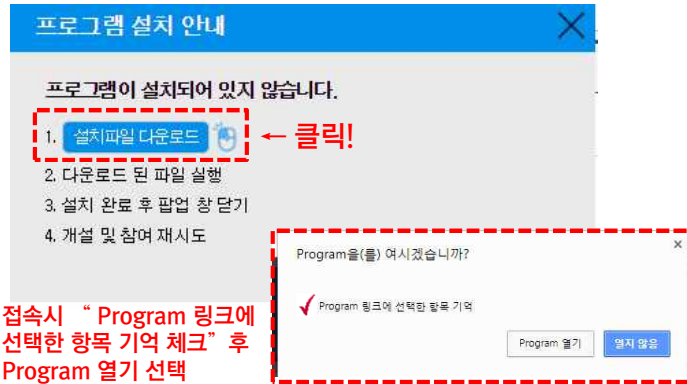 프로그램 설치 안내
프로그램이 설치되어 있지 않습니다.
1. 설치파일 다운로드 ← 클릭!
2. 다운로드 된 파일 실행
3. 설치 완료 후 팝업 창 닫기
4. 개설 및 참여 재시도
Program을(를) 여시겠습니까?
Program 링크에 선택한 항목 기억
Program 열기 열지 않음
접속시 “ Program 링크에
선택한 항목 기억 체크” 후
Program 열기 선택